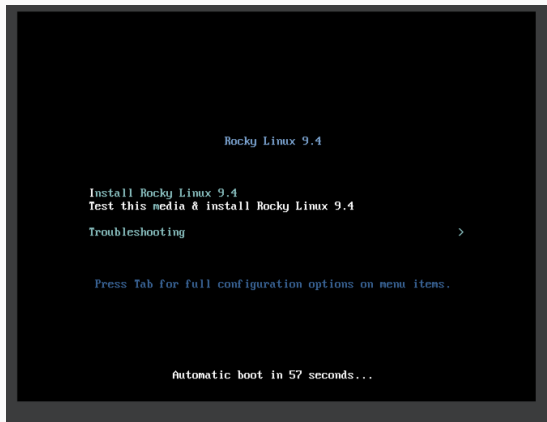 Rocky Linux 9.4
Install Rocky Linux 9.4
Test this media & install Rocky Linux 9.4
Troubleshooting >
Press Tab for full configuration options on menu items.
Automatic boot in 57 seconds...